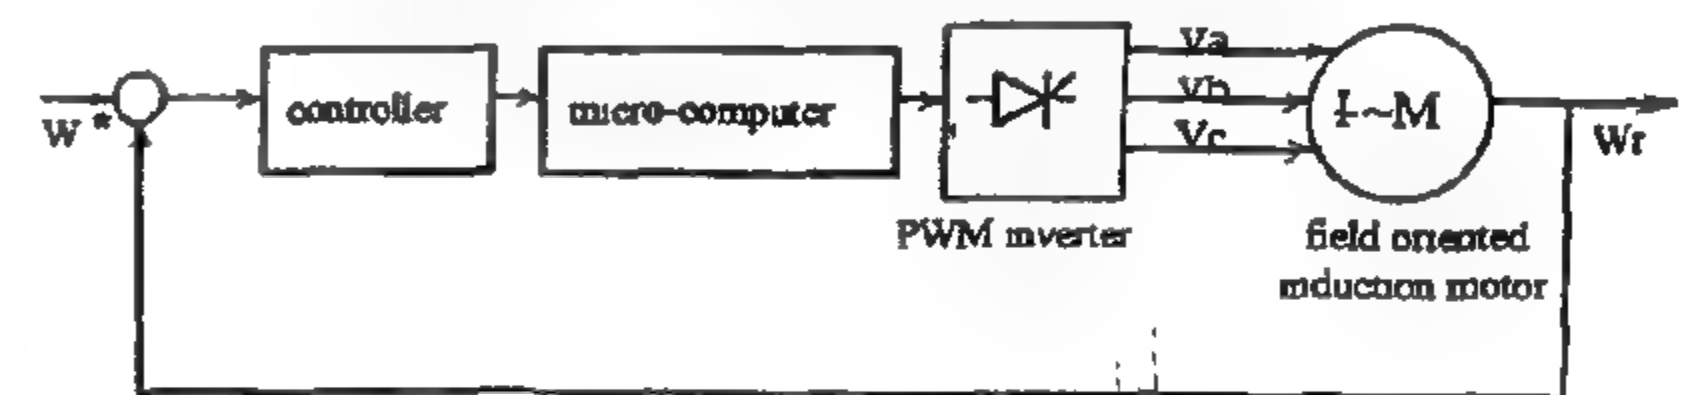 Va
controller
micro-computer
Vb
I~M
W*
Vc
Wr
PWM inverter
field oriented
induction motor